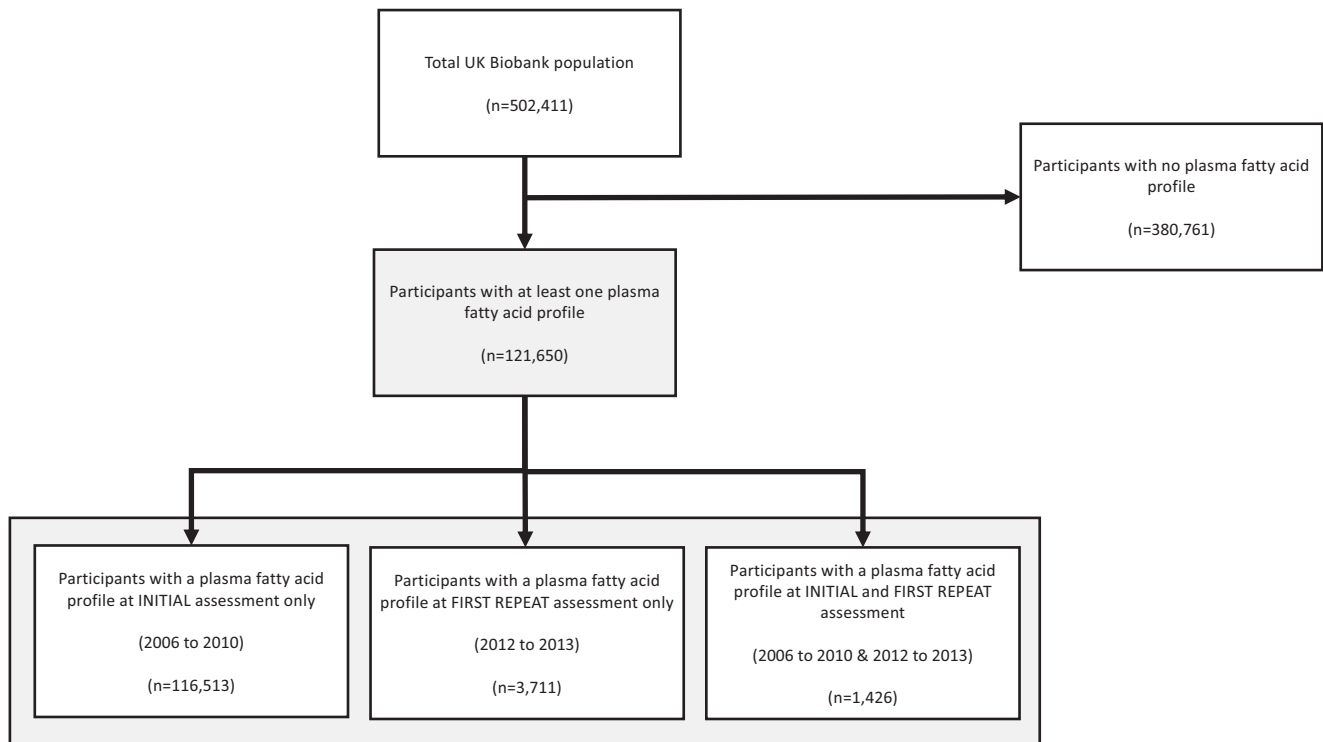 Total UK Biobank population
(n=502,411)
Participants with no plasma fatty acid
profile
(n=380,761)
Participants with at least one plasma
fatty acid profile
(n=121,650)
Participants with a plasma fatty acid
profile at INITIAL assessment only
(2006 to 2010)
(n=116,513)
Participants with a plasma fatty acid
profile at FIRST REPEAT assessment only
(2012 to 2013)
(n=3,711)
Participants with a plasma fatty acid
profile at INITIAL and FIRST REPEAT
assessment
(2006 to 2010 & 2012 to 2013)
(n=1,426)